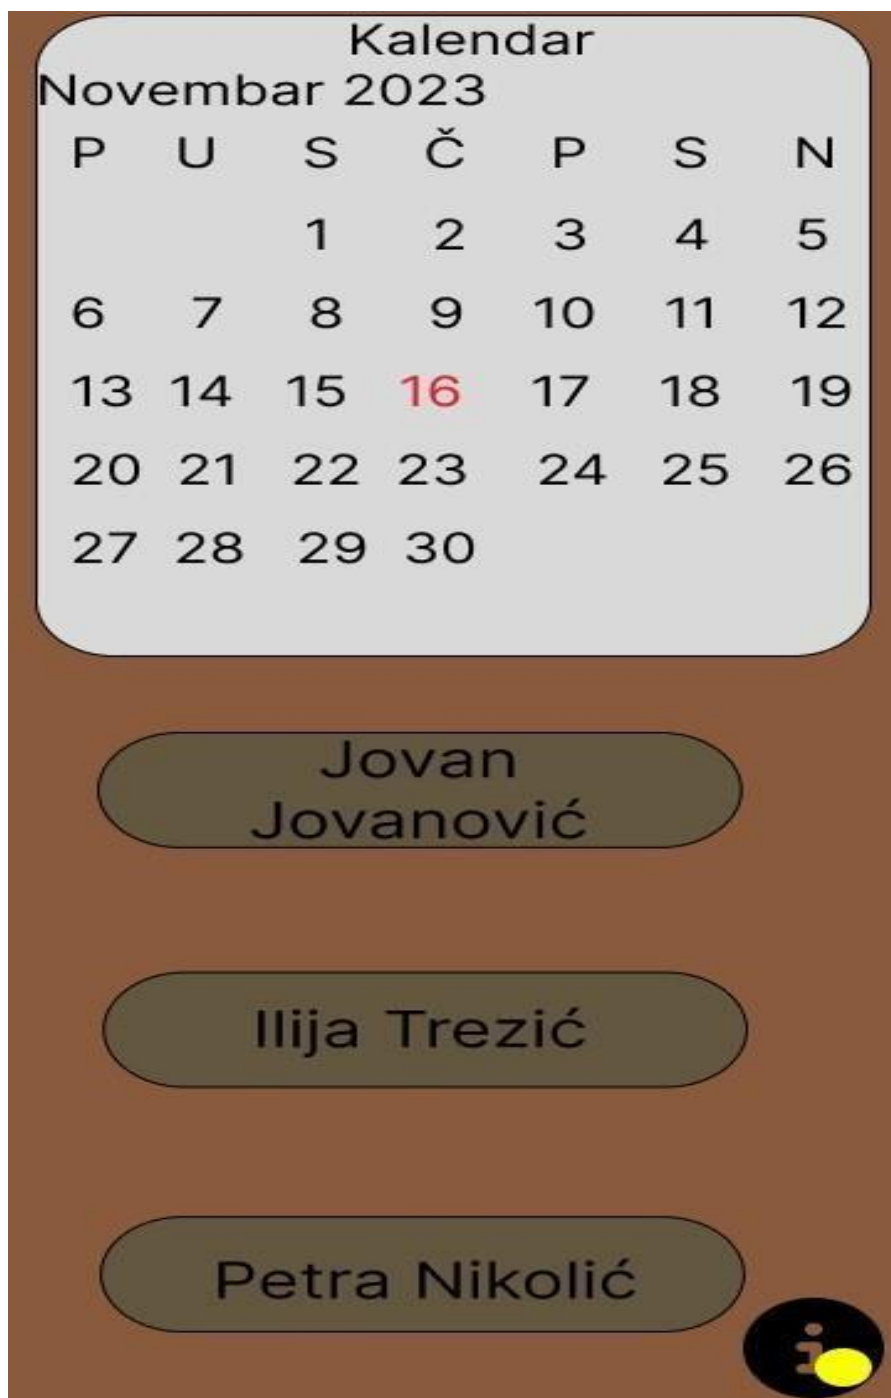 Kalendar
Novembar 2023
P U S Č P S N
1 2 3 4 5
6 7 8 9 10 11 12
13 14 15 16 17 18 19
20 21 22 23 24 25 26
27 28 29 30
Jovan
Jovanović
Ilija Trezić
Petra Nikolić
i